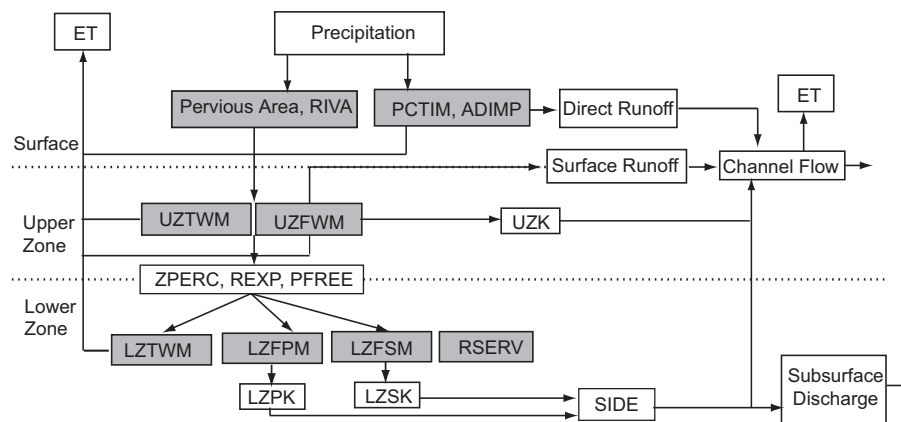 ET
Precipitation
ET
Pervious Area, RIVA
PCTIM, ADIMP
Direct Runoff
Surface
Surface Runoff
Channel Flow
Upper
Zone
UZTWM
UZFWM
UZK
ZPERC, REXP, PFREE
Lower
Zone
LZTWM
LZFPM
LZFSM
RSERV
LZPK
LZSK
SIDE
Subsurface
Discharge